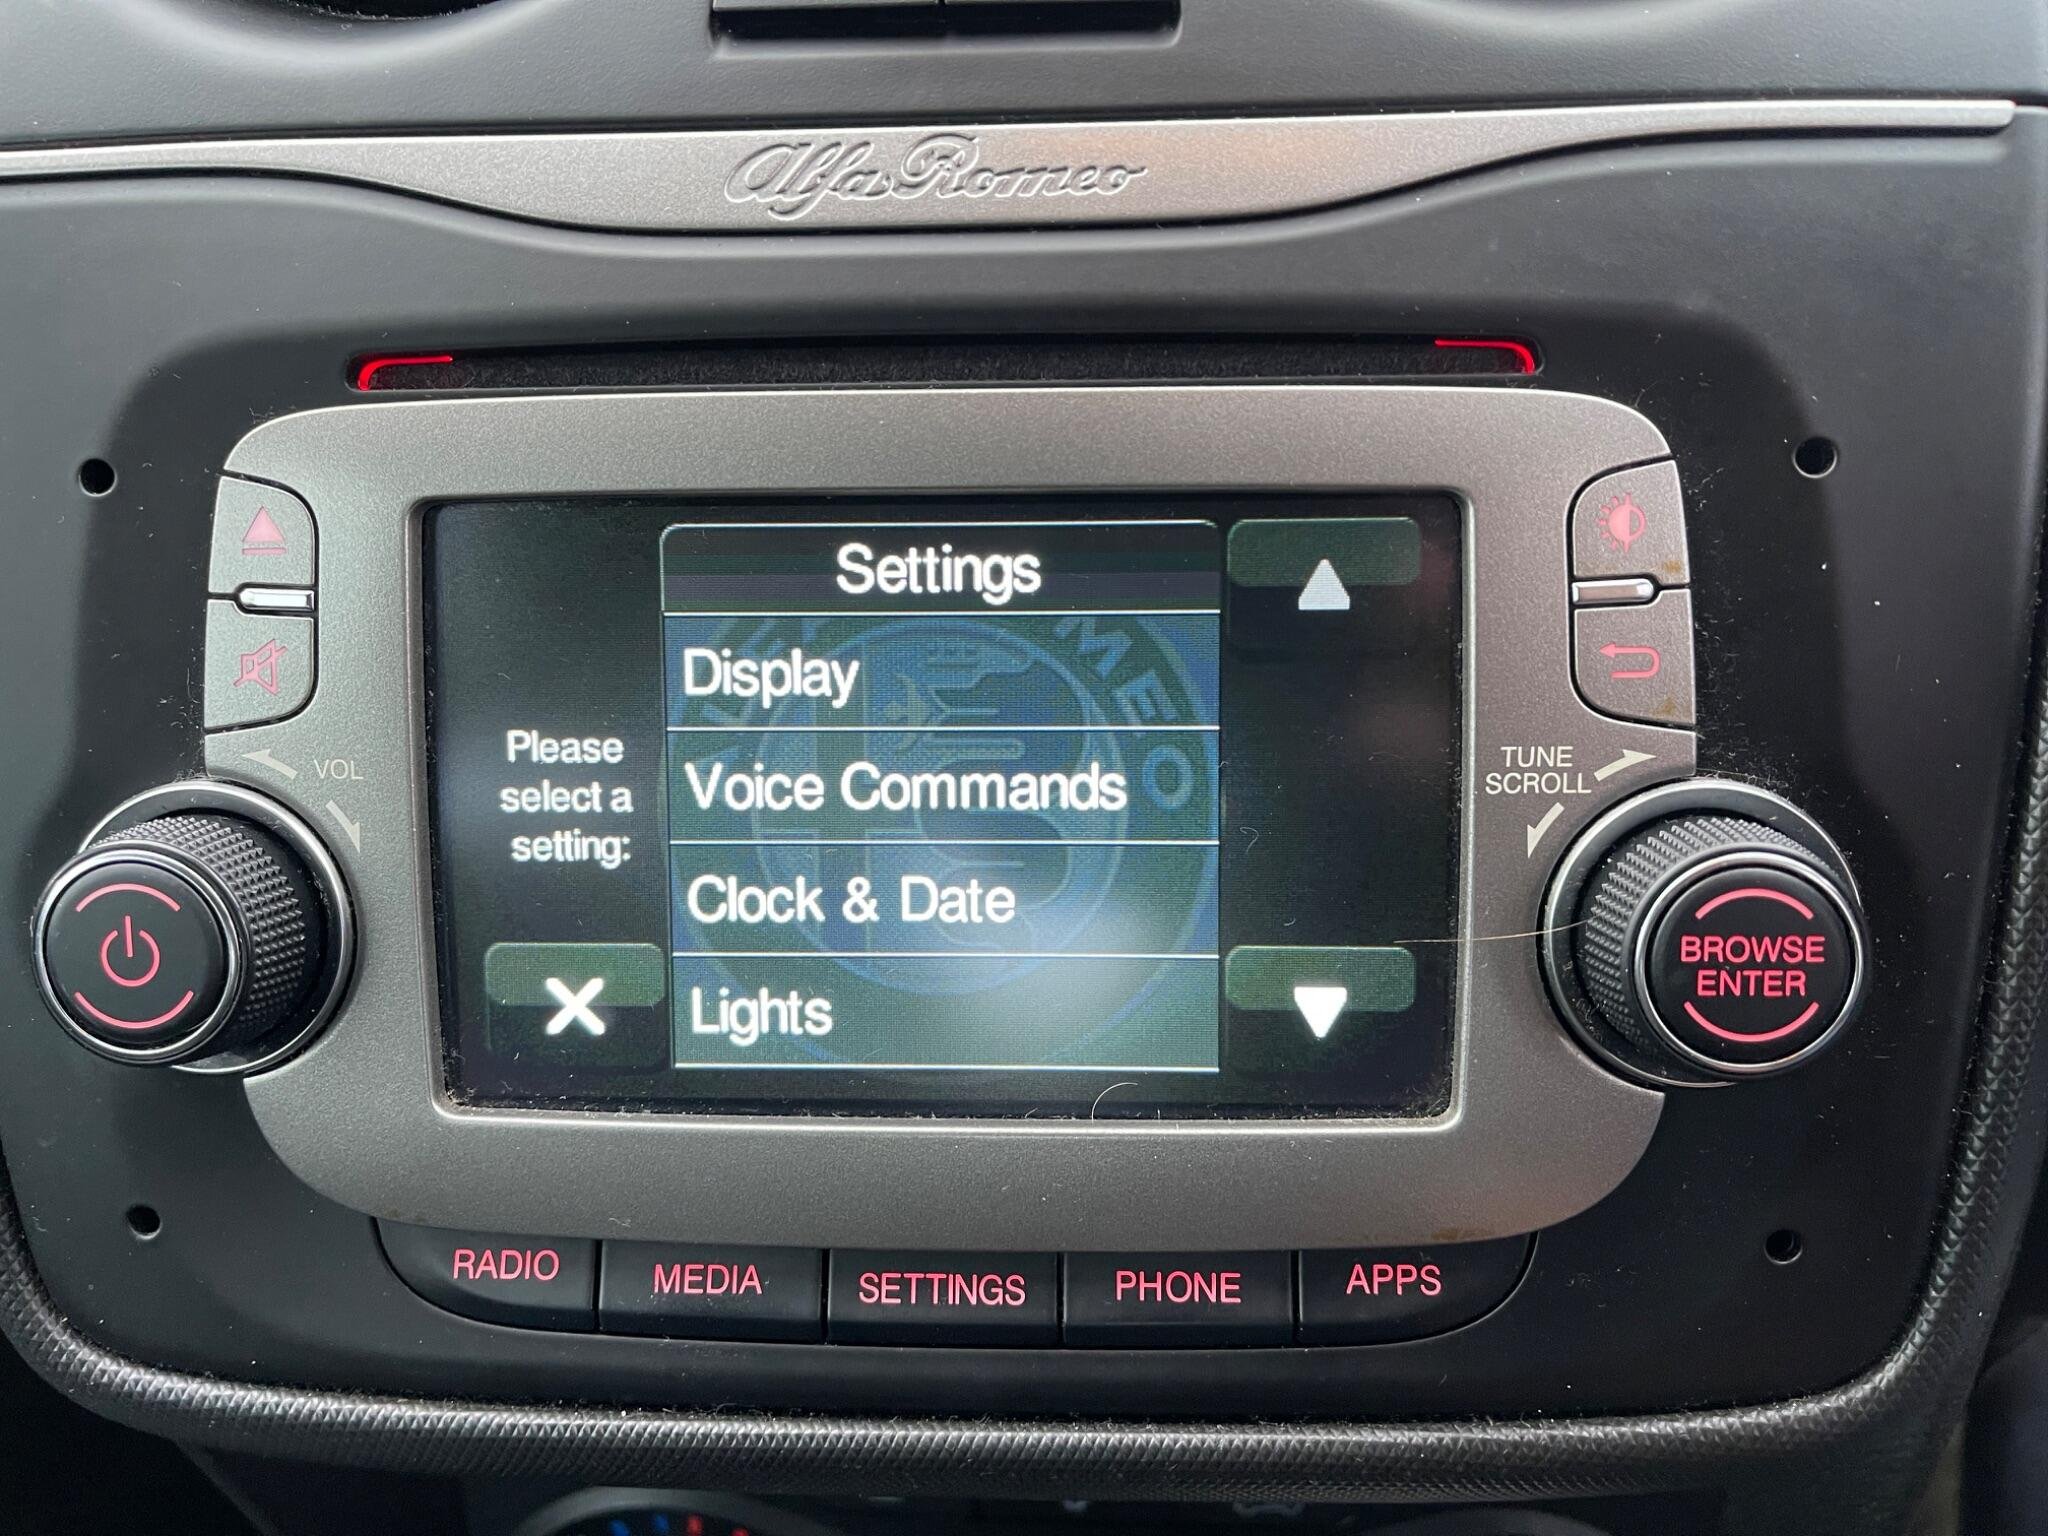 Alfa Romeo
Settings
Display
Voice Commands
Clock & Date
Lights
Please
select a
setting:
VOL
TUNE
SCROLL
BROWSE
ENTER
RADIO
MEDIA
SETTINGS
PHONE
APPS